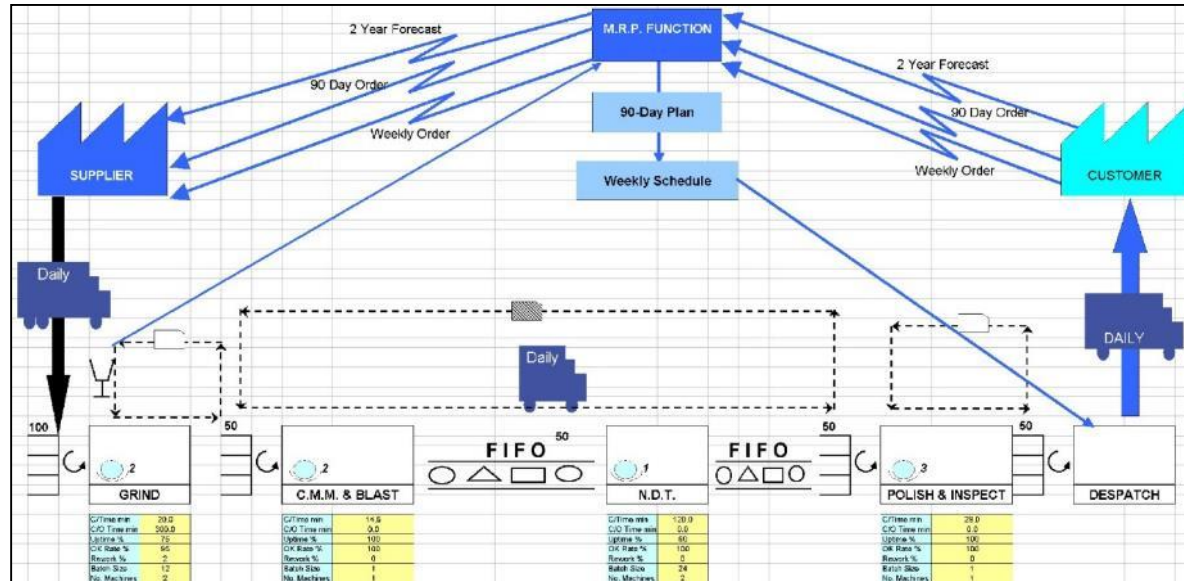 2 Year Forecast
90 Day Order
Weekly Order
M.R.P. FUNCTION
90-Day Plan
Weekly Schedule
2 Year Forecast
90 Day Order
Weekly Order
SUPPLIER
CUSTOMER
Daily
Daily
DAILY
100
50
50
50
50
FIFO
FIFO
2
2
1
3
GRIND
C.M.M. & BLAST
N.D.T.
POLISH & INSPECT
DESPATCH
C/Time min 20.0
C/O Time min 300.0
Uptime % 75
OK Rate % 95
Rework % 2
Batch Size 12
No. Machines 2
C/Time min
C/O Time min 0.0
Uptime % 100
OK Rate % 100
Rework % 0
Batch Size 1
No. Machines 1
C/Time min 120.0
C/O Time min 0.0
Uptime %
OK Rate % 100
Rework % 0
Batch Size 24
No. Machines 2
C/Time min
C/O Time min 0.0
Uptime % 100
OK Rate % 100
Rework % 0
Batch Size 1
No. Machines 1